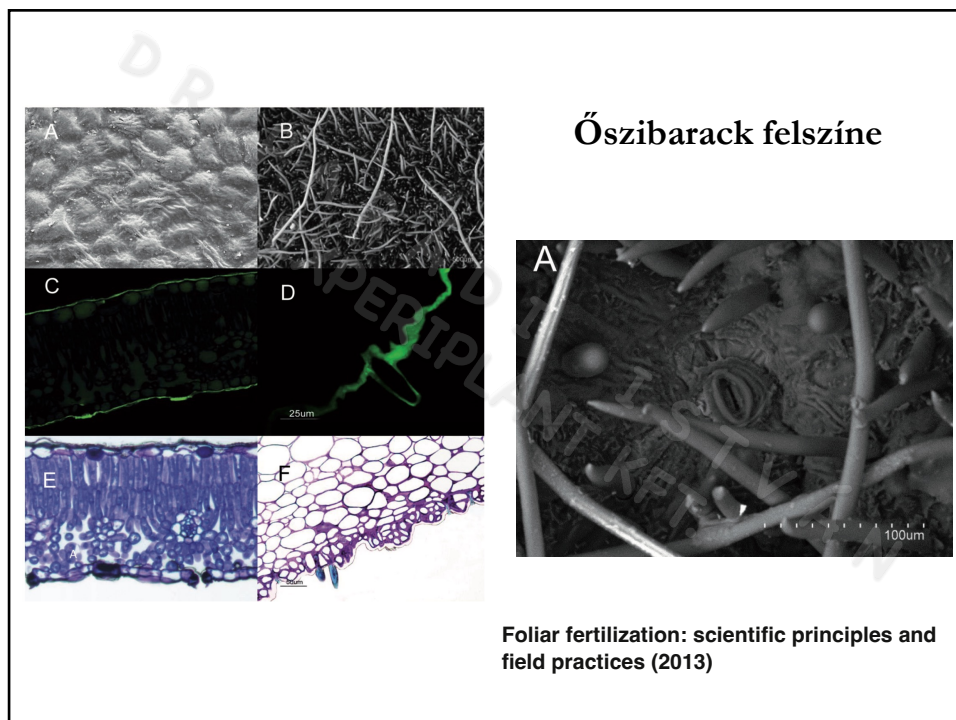 Őszibarack felszíne
A
B
C
D
25um
E
A
F
A
100um
Foliar fertilization: scientific principles and
field practices (2013)